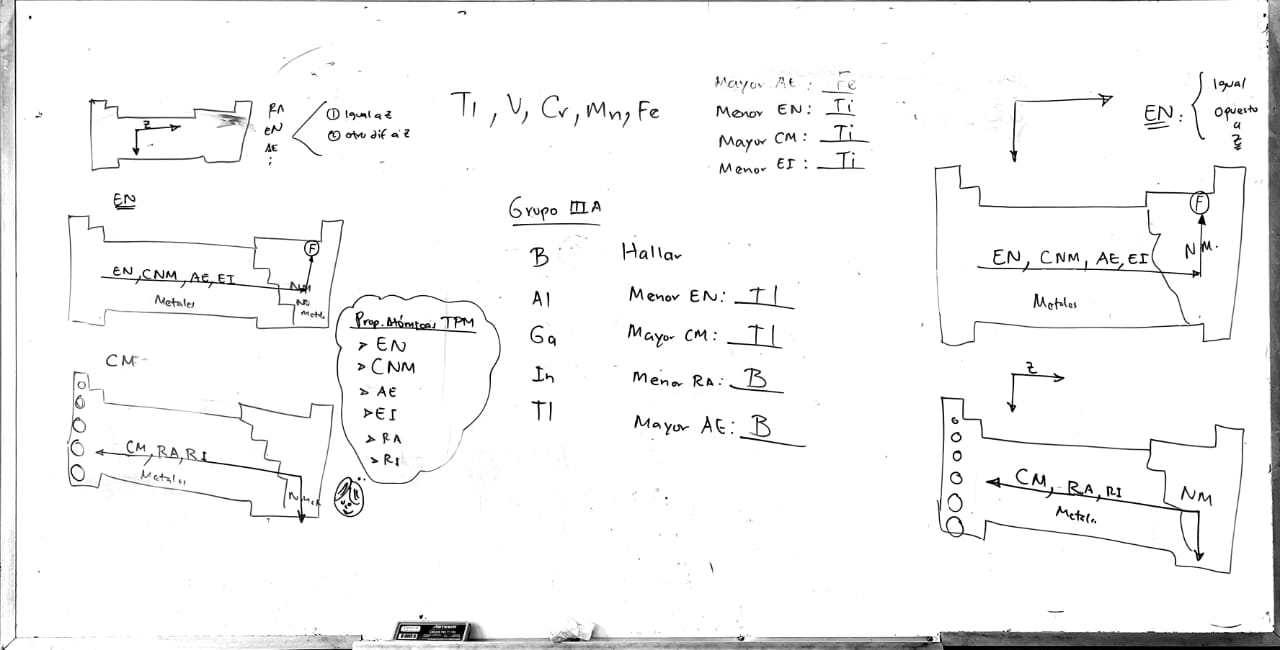 Z
RA
EN
AE
:
① Igual a Z
② otro dif a Z
EN
F
EN, CNM, AE, EI
Metales
NM
No
Metl.
CM
CM, RA, RI
Metales
Prop. Atómicas TPM
> EN
> CNM
> AE
> EI
> RA
> RI
Ti, V, Cr, Mn, Fe
Mayor AE: Fe
Menor EN: Ti
Mayor CM: Ti
Menor EI: Ti
Grupo IIIA
B
Al
Ga
In
Tl
Hallar
Menor EN: Tl
Mayor CM: Tl
Menor RA: B
Mayor AE: B
EN:
Igual
opuesto
a
Z
F
EN, CNM, AE, EI
NM.
Metales
Z
CM, RA, RI
NM
Metales